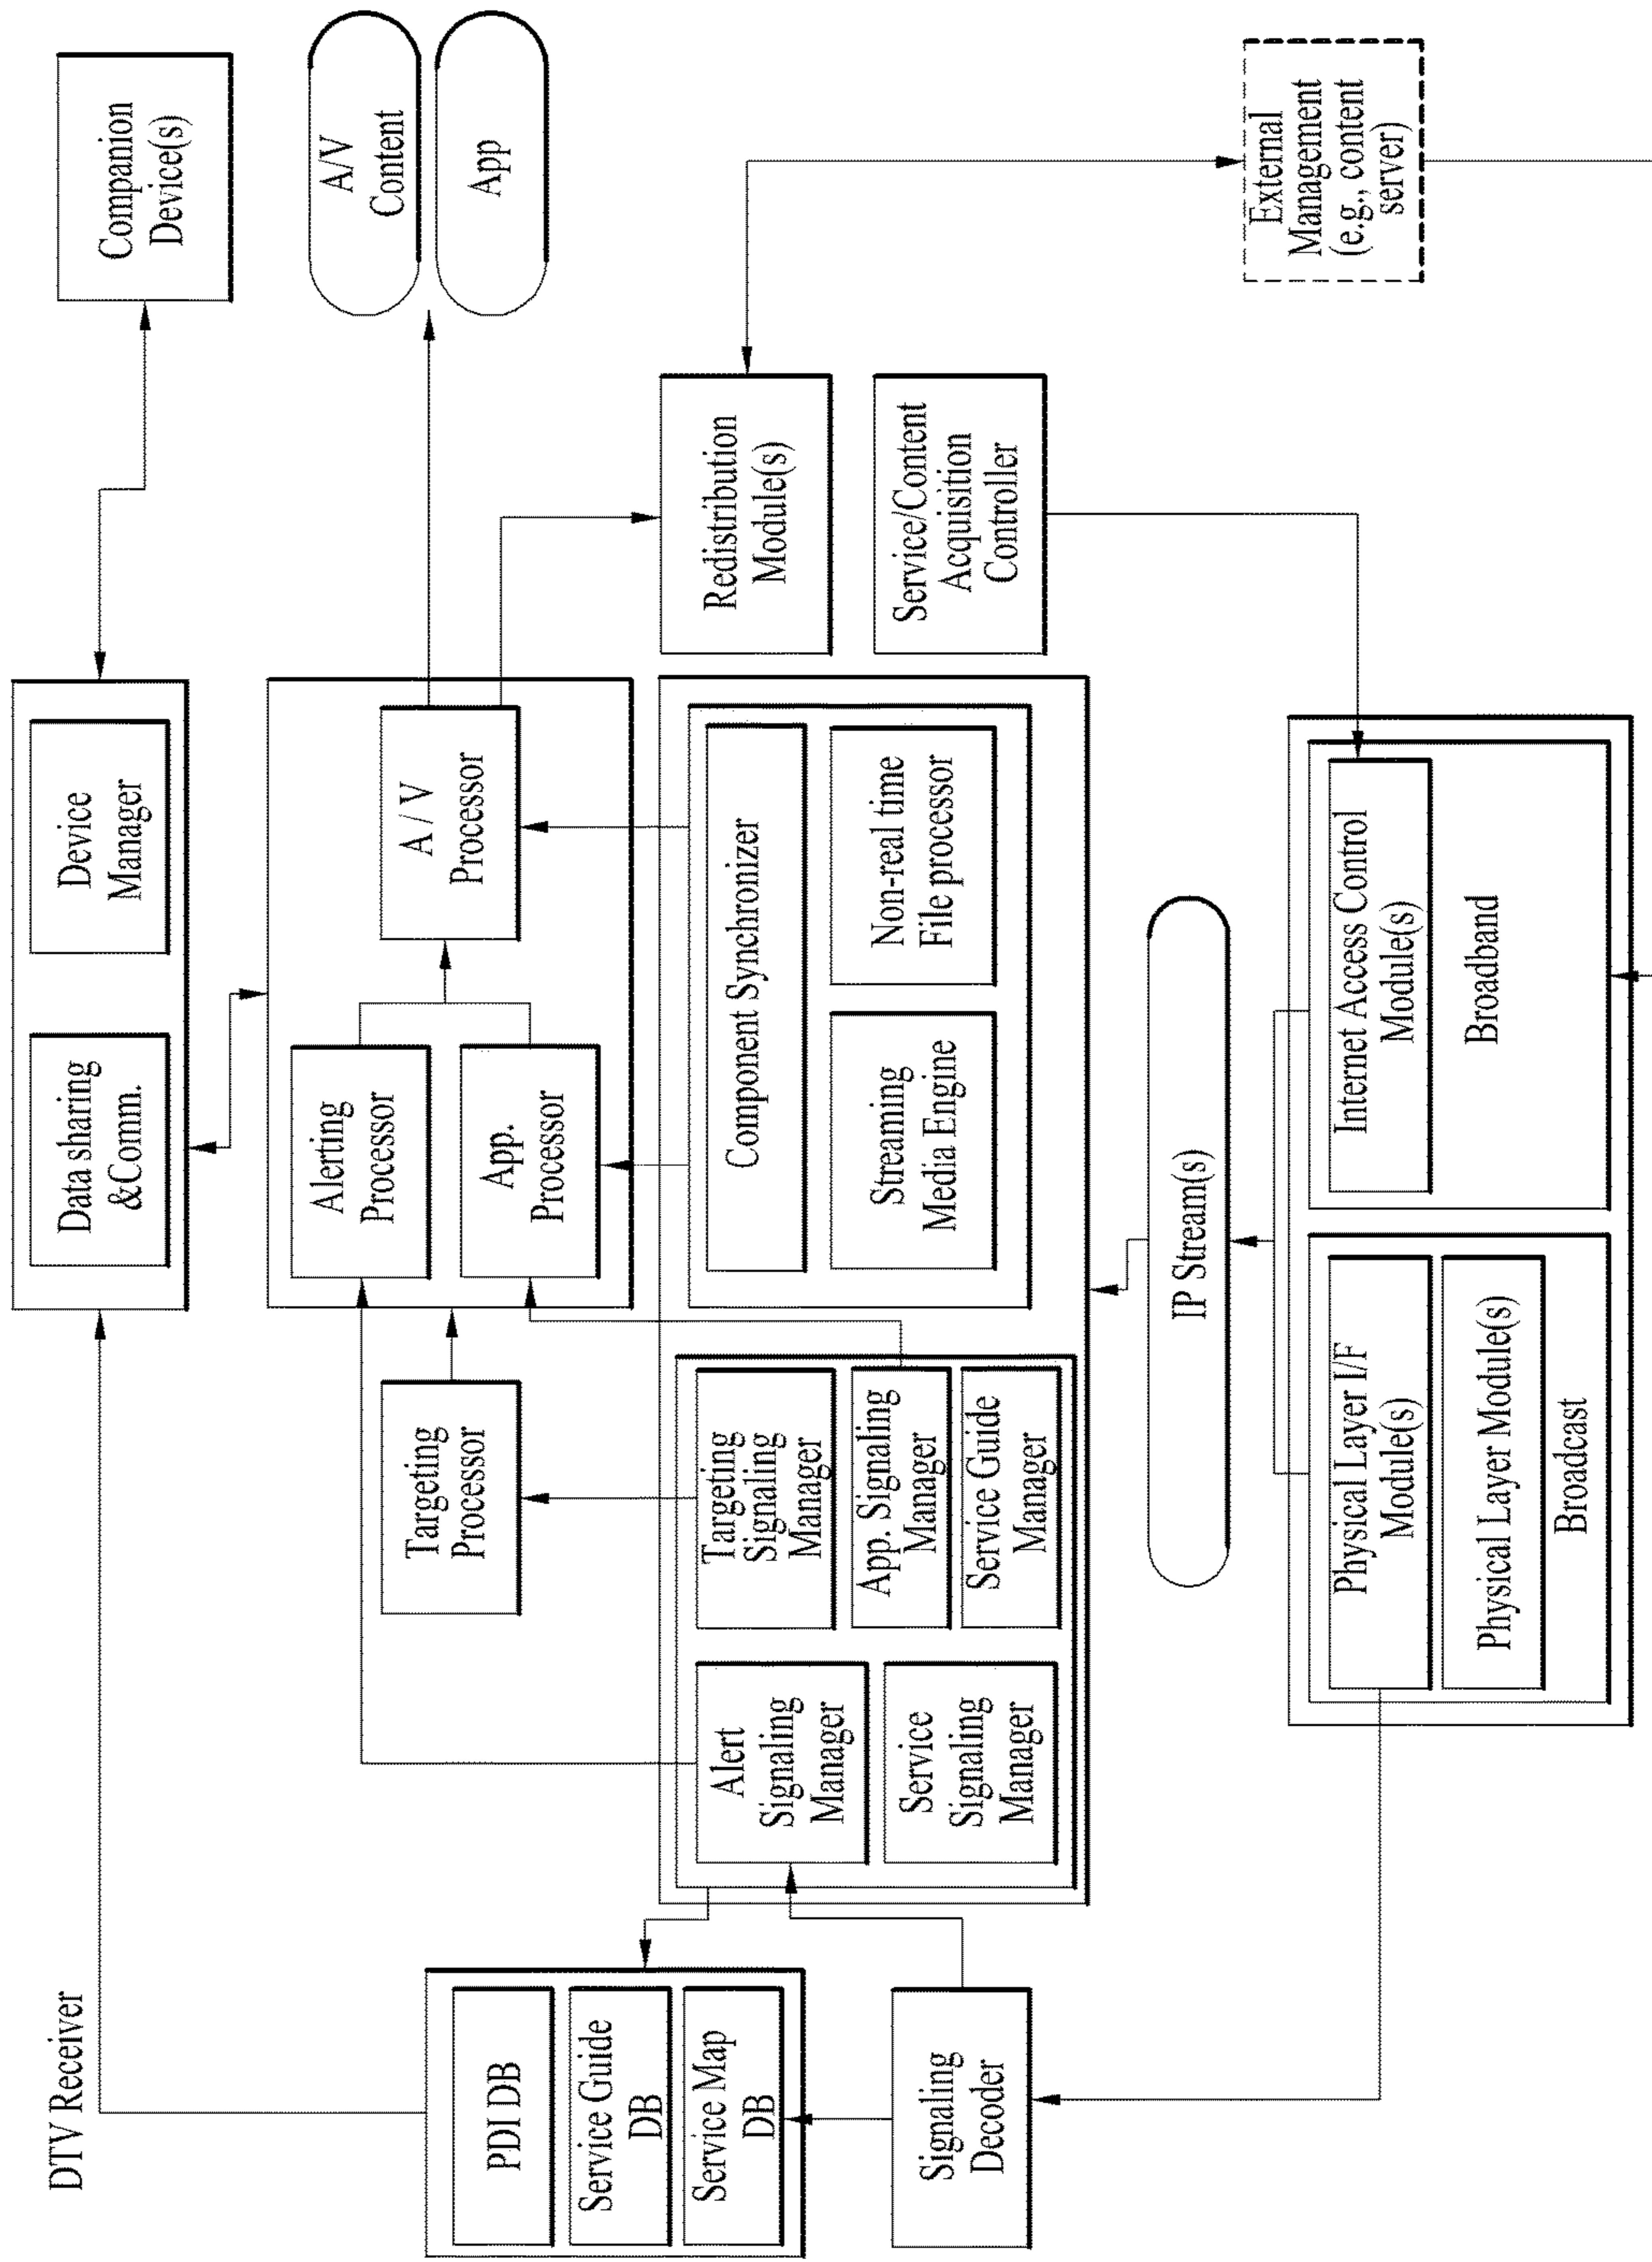 DTV Receiver
PDI DB
Service Guide
DB
Service Map
DB
Signaling
Decoder
Data sharing
&Comm.
Device
Manager
Companion
Device(s)
Targeting
Processor
Alerting
Processor
App.
Processor
A / V
Processor
A/V
Content
App
Alert
Signaling
Manager
Service
Signaling
Manager
Targeting
Signaling
Manager
App. Signaling
Manager
Service Guide
Manager
Component Synchronizer
Streaming
Media Engine
Non-real time
File processor
Redistribution
Module(s)
Service/Content
Acquisition
Controller
IP Stream(s)
Physical Layer I/F
Module(s)
Physical Layer Module(s)
Broadcast
Internet Access Control
Module(s)
Broadband
External
Management
(e.g., content
server)